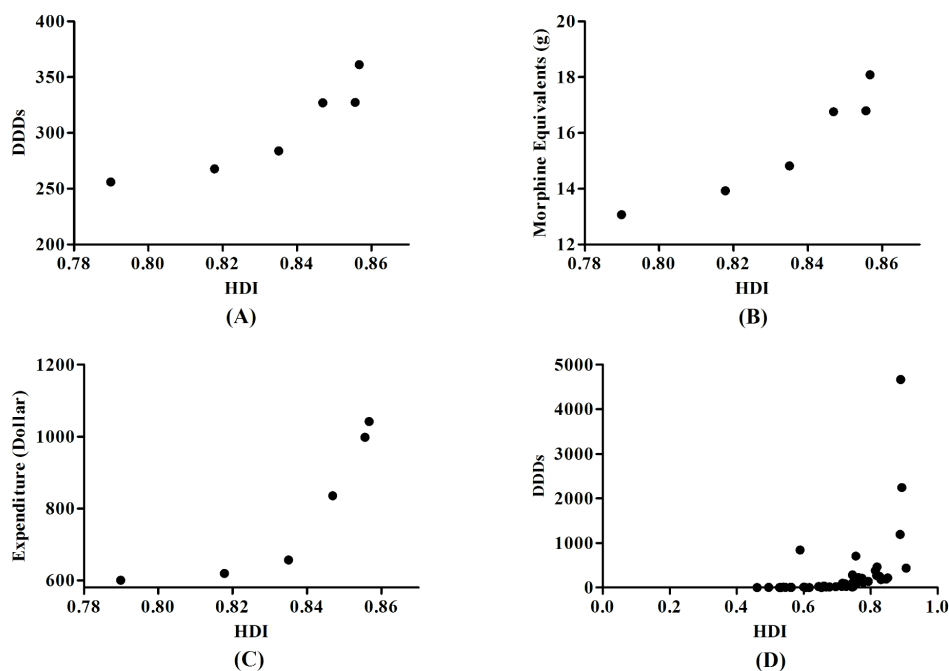 400
350
300
250
200
DDDs
0.78 0.80 0.82 0.84 0.86
HDI
(A)
20
18
16
14
12
Morphine Equivalents (g)
0.78 0.80 0.82 0.84 0.86
HDI
(B)
1200
1000
800
600
Expenditure (Dollar)
0.78 0.80 0.82 0.84 0.86
HDI
(C)
5000
4000
3000
2000
1000
0
DDDs
0.0 0.2 0.4 0.6 0.8 1.0
HDI
(D)